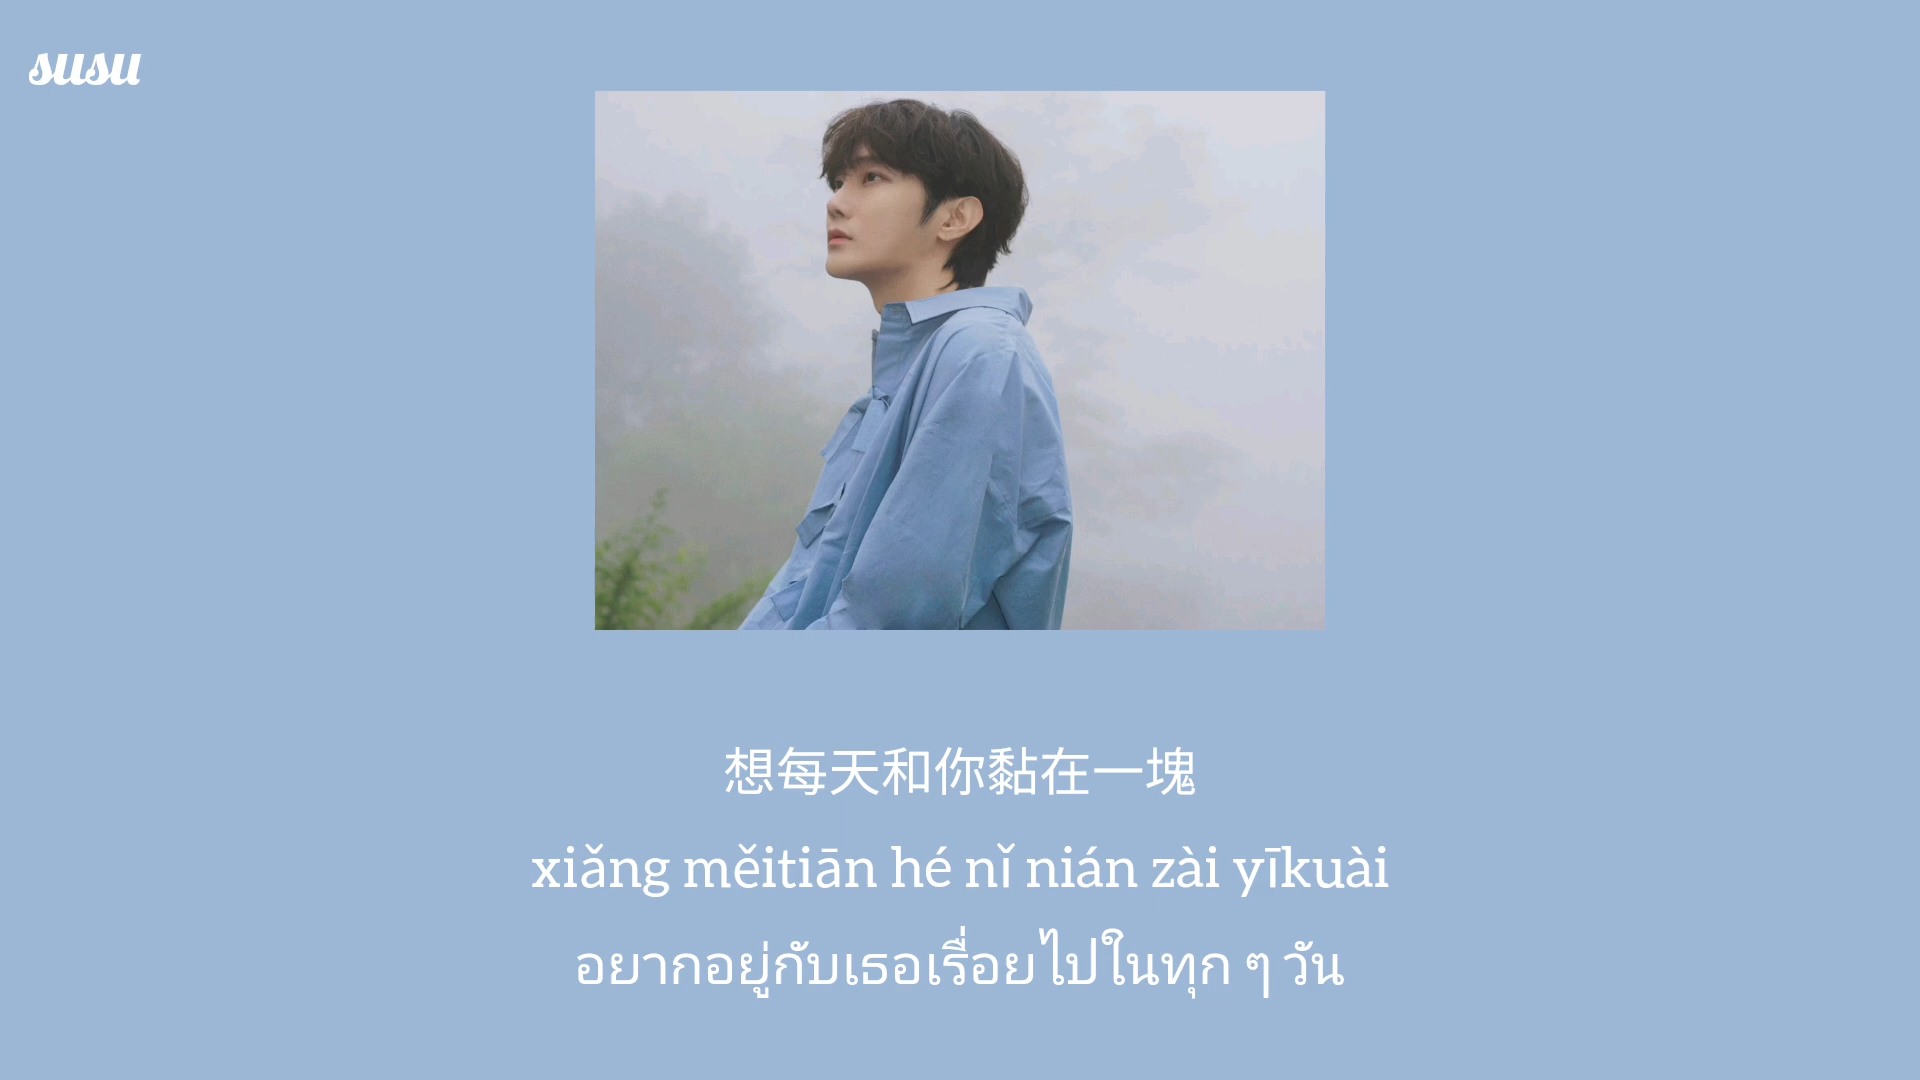 susu
想每天和你黏在一塊
xiǎng měitiān hé nǐ nián zài yīkuài
อยากอยู่กับเธอเรื่อยไปในทุก ๆ วัน